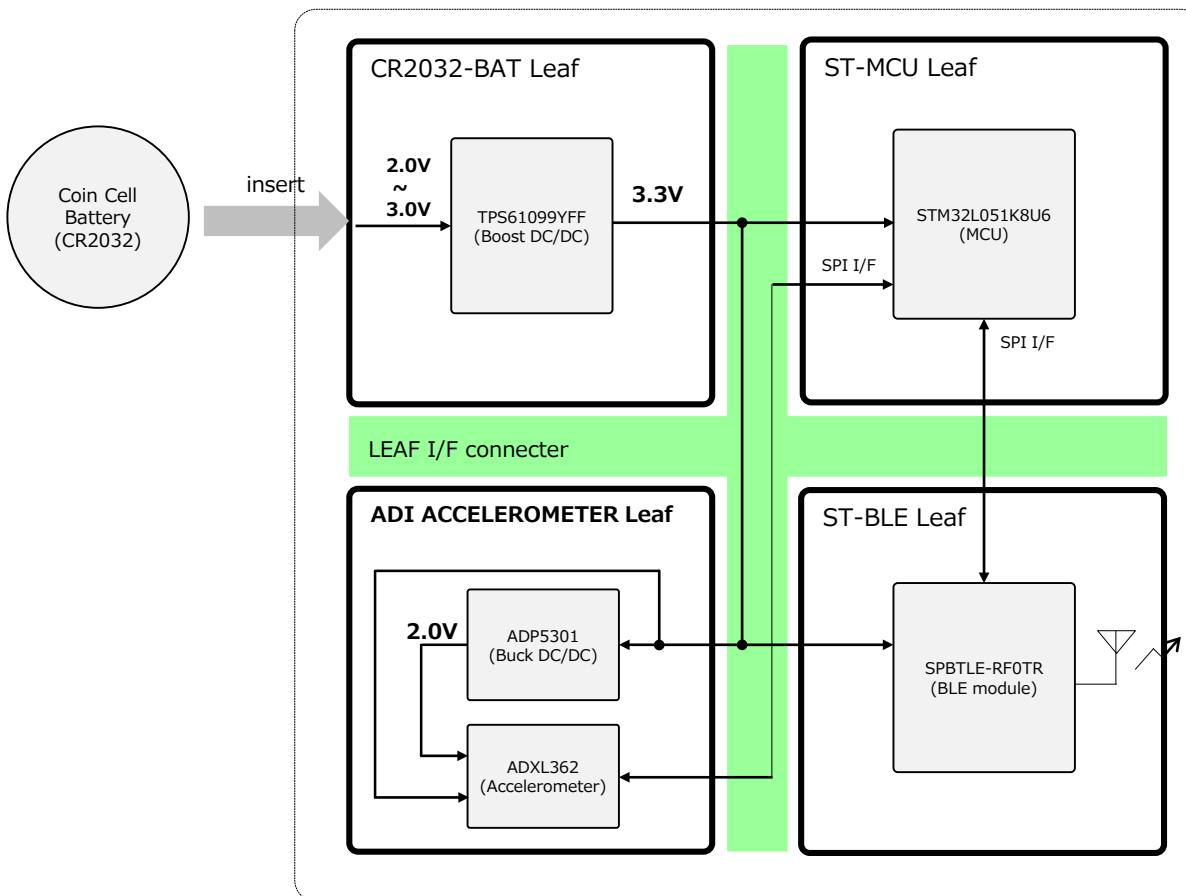 CR2032-BAT Leaf
ST-MCU Leaf
Coin Cell
Battery
(CR2032)
insert
2.0V
~
3.0V
TPS61099YFF
(Boost DC/DC)
3.3V
STM32L051K8U6
(MCU)
SPI I/F
SPI I/F
LEAF I/F connecter
ADI ACCELEROMETER Leaf
ST-BLE Leaf
2.0V
ADP5301
(Buck DC/DC)
SPBTLE-RF0TR
(BLE module)
ADXL362
(Accelerometer)